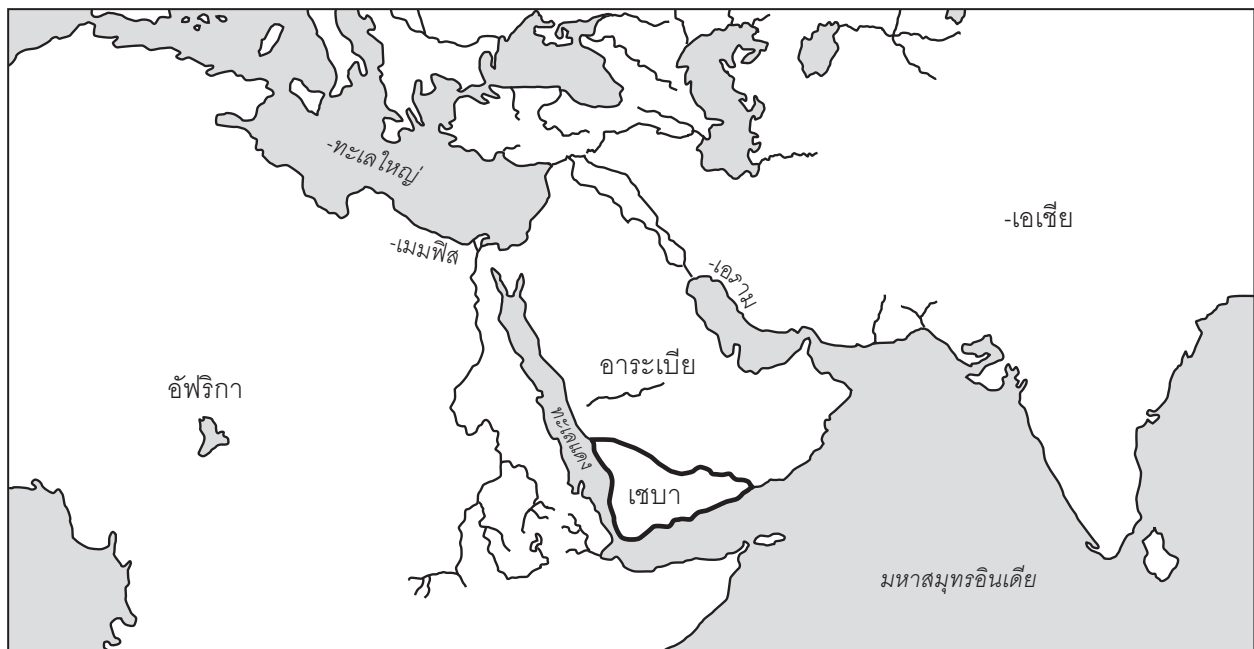 -ทะเลใหญ่
-เมมฟิส
-เอเชีย
-เอราม
อาระเบีย
อัฟริกา
ทะเลแดง
เชบา
มหาสมุทรอินเดีย